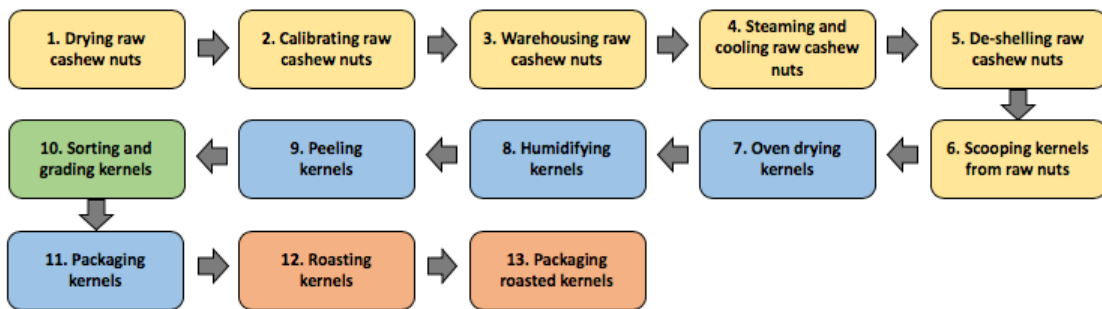 1. Drying raw
cashew nuts
2. Calibrating raw
cashew nuts
3. Warehousing raw
cashew nuts
4. Steaming and
cooling raw cashew
nuts
5. De-shelling raw
cashew nuts
6. Scooping kernels
from raw nuts
7. Oven drying
kernels
8. Humidifying
kernels
9. Peeling
kernels
10. Sorting and
grading kernels
11. Packaging
kernels
12. Roasting
kernels
13. Packaging
roasted kernels